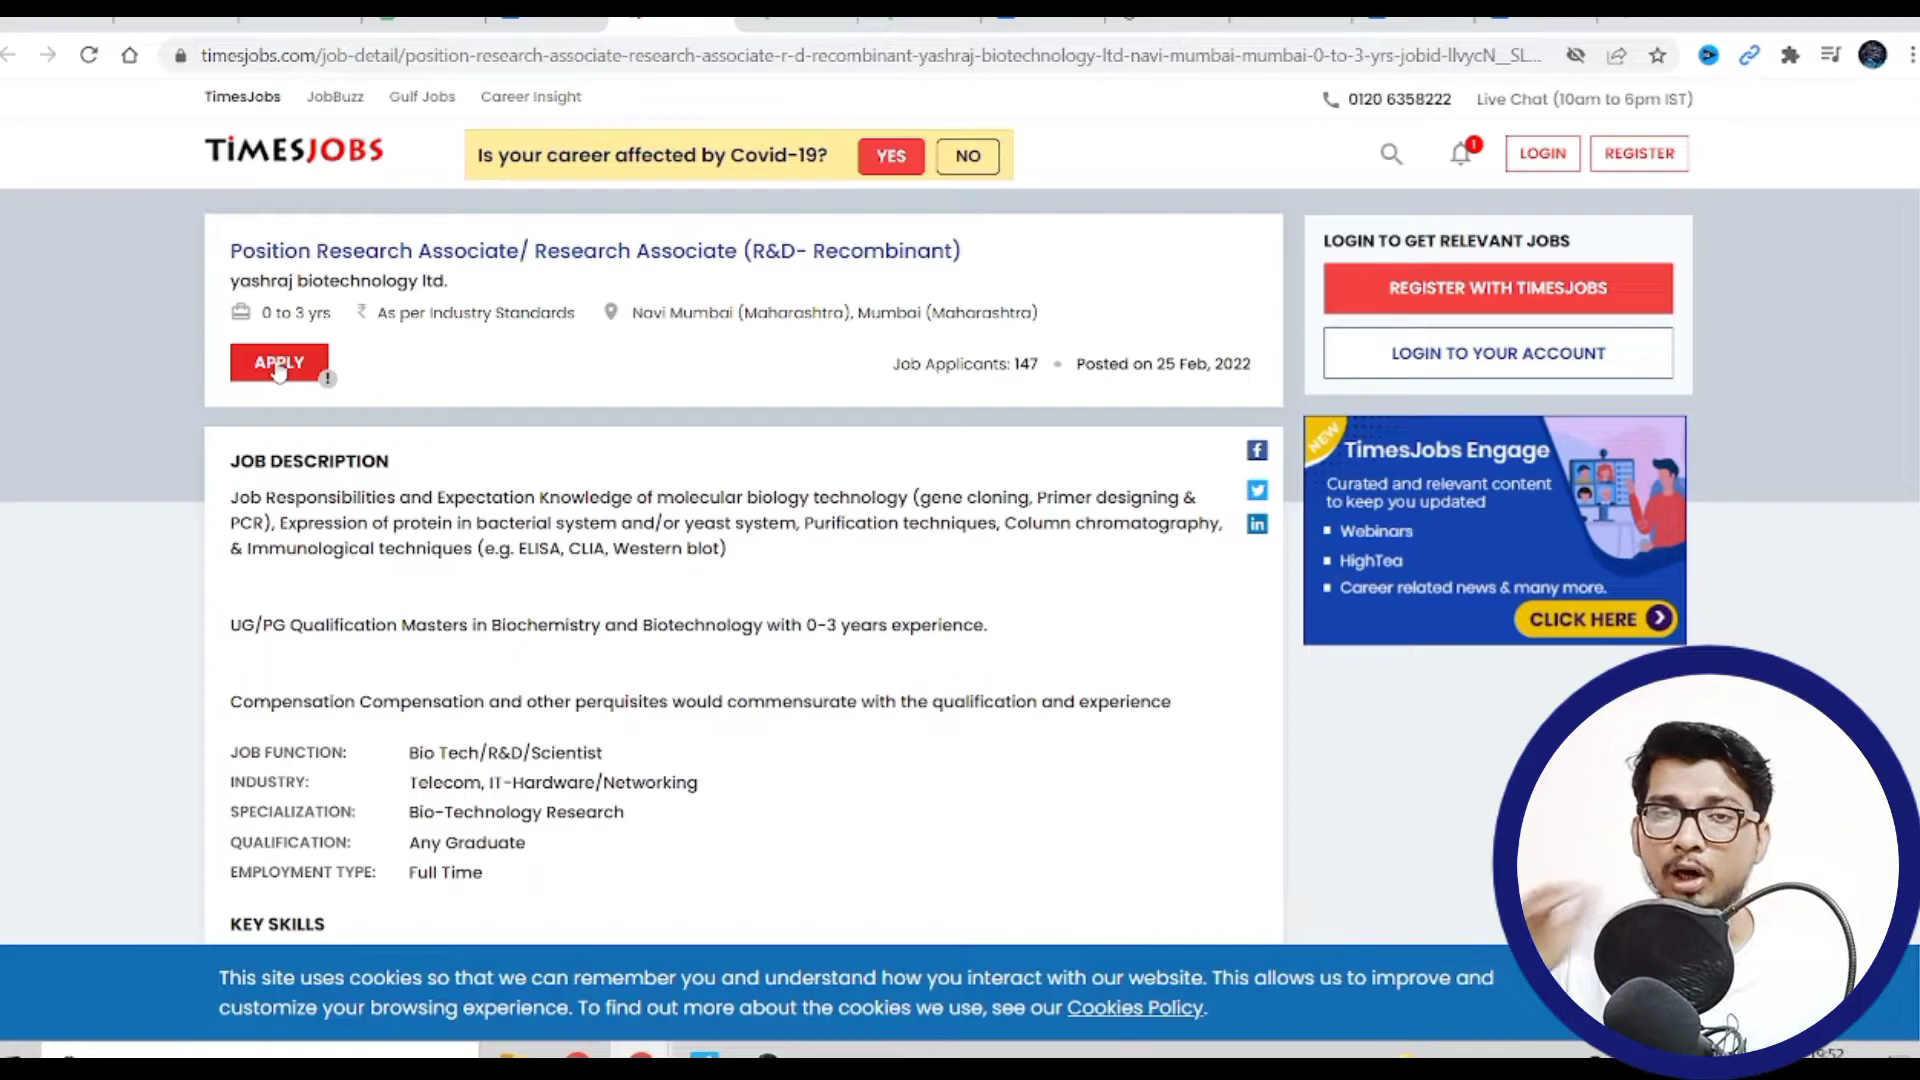 timesjobs.com/job-detail/position-research-associate-research-associate-r-d-recombinant-yashraj-biotechnology-ltd-navi-mumbai-mumbai-0-to-3-yrs-jobid-llvycN__SL...
TimesJobs JobBuzz Gulf Jobs Career Insight
0120 6358222 Live Chat (10am to 6pm IST)
TiMESJOBS
Is your career affected by Covid-19? YES NO
1
LOGIN REGISTER
Position Research Associate/ Research Associate (R&D- Recombinant)
yashraj biotechnology ltd.
0 to 3 yrs ₹ As per Industry Standards Navi Mumbai (Maharashtra), Mumbai (Maharashtra)
APPLY !
Job Applicants: 147 • Posted on 25 Feb, 2022
LOGIN TO GET RELEVANT JOBS
REGISTER WITH TIMESJOBS
LOGIN TO YOUR ACCOUNT
JOB DESCRIPTION
Job Responsibilities and Expectation Knowledge of molecular biology technology (gene cloning, Primer designing &
PCR), Expression of protein in bacterial system and/or yeast system, Purification techniques, Column chromatography,
& Immunological techniques (e.g. ELISA, CLIA, Western blot)
UG/PG Qualification Masters in Biochemistry and Biotechnology with 0-3 years experience.
Compensation Compensation and other perquisites would commensurate with the qualification and experience
JOB FUNCTION: Bio Tech/R&D/Scientist
INDUSTRY: Telecom, IT-Hardware/Networking
SPECIALIZATION: Bio-Technology Research
QUALIFICATION: Any Graduate
EMPLOYMENT TYPE: Full Time
KEY SKILLS
f
in
NEW
TimesJobs Engage
Curated and relevant content
to keep you updated
Webinars
HighTea
Career related news & many more.
CLICK HERE
This site uses cookies so that we can remember you and understand how you interact with our website. This allows us to improve and
customize your browsing experience. To find out more about the cookies we use, see our Cookies Policy.